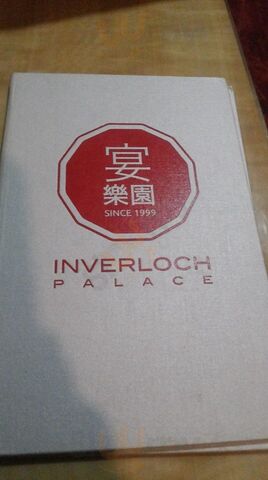 宴
樂園
SINCE 1999
INVERLOCH
PALACE